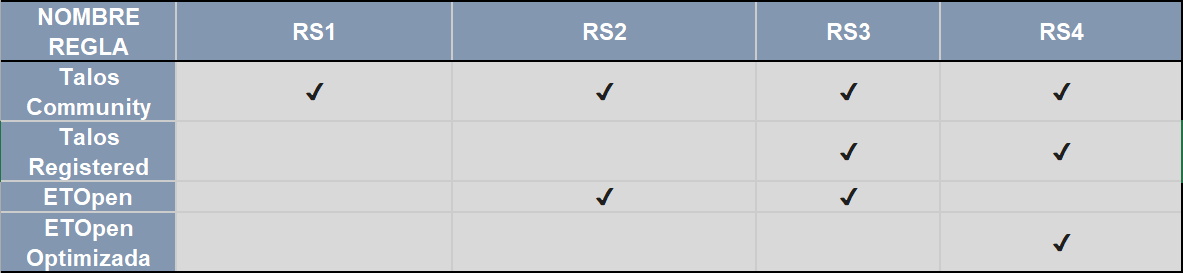 NOMBRE
REGLA
RS1
RS2
RS3
RS4
Talos
Community
✓ ✓ ✓ ✓
Talos
Registered
✓ ✓
ETOpen
✓ ✓
ETOpen
Optimizada
✓